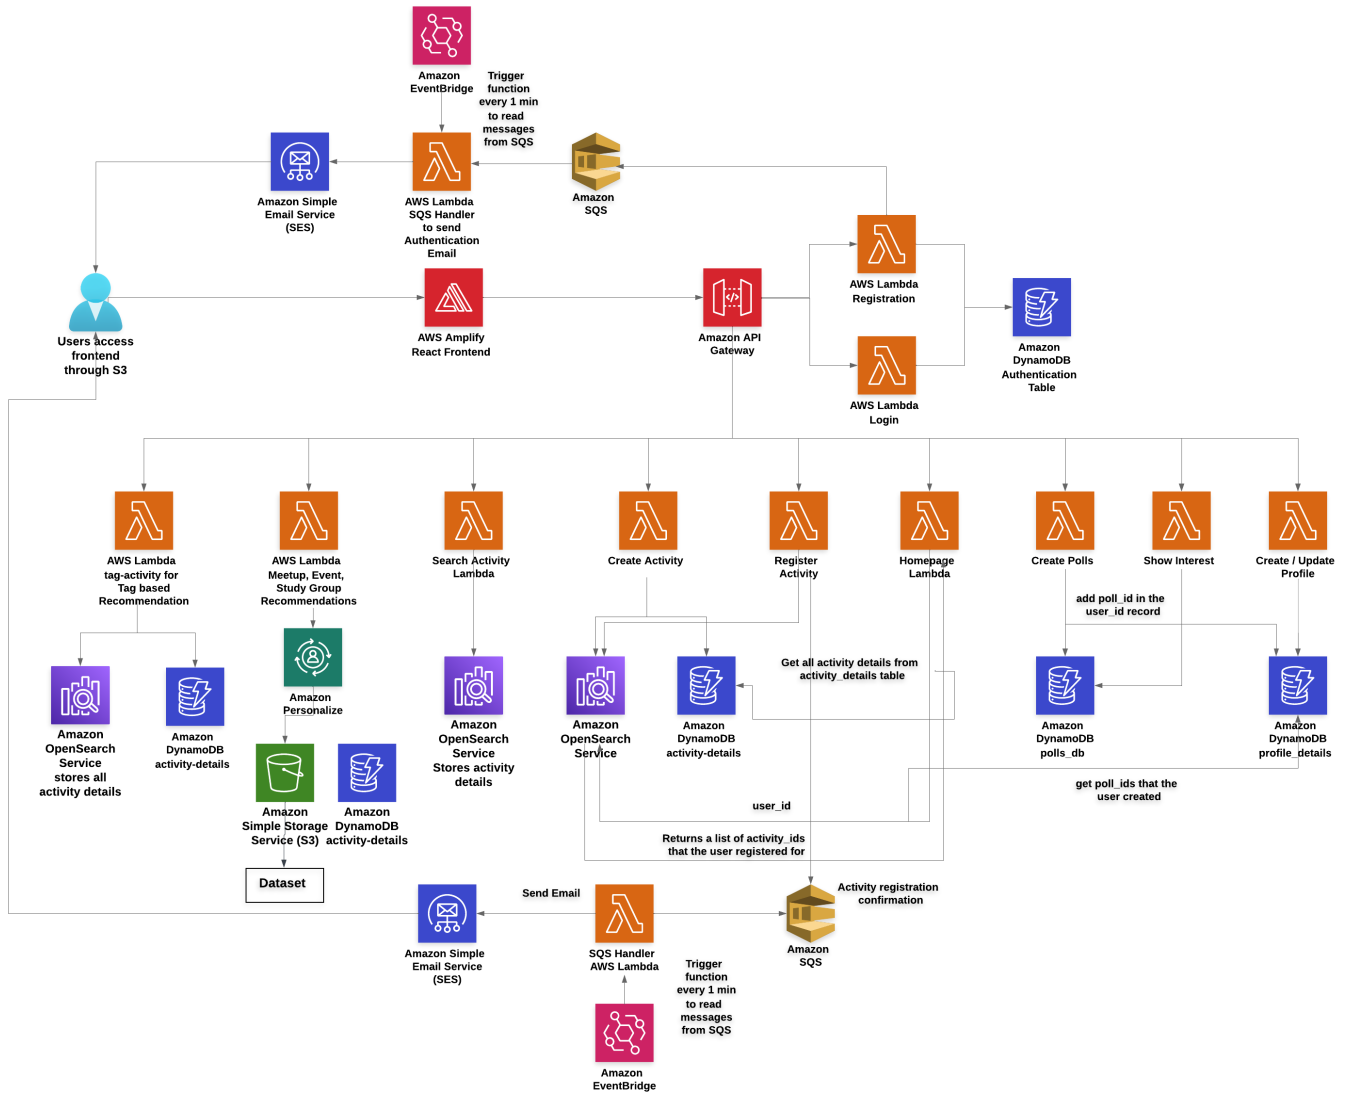 Amazon
EventBridge
Trigger
function
every 1 min
to read
messages
from SQS
Amazon Simple
Email Service
(SES)
AWS Lambda
SQS Handler
to send
Authentication
Email
Amazon
SQS
AWS Lambda
Registration
Users access
frontend
through S3
AWS Amplify
React Frontend
Amazon API
Gateway
Amazon
DynamoDB
Authentication
Table
AWS Lambda
Login
AWS Lambda
tag-activity for
Tag based
Recommendation
AWS Lambda
Meetup, Event,
Study Group
Recommendations
Search Activity
Lambda
Create Activity
Register
Activity
Homepage
Lambda
Create Polls
Show Interest
Create / Update
Profile
add poll_id in the
user_id record
Get all activity details from
activity_details table
Amazon
OpenSearch
Service
stores all
activity details
Amazon
DynamoDB
activity-details
Amazon
Personalize
Amazon
OpenSearch
Service
Stores activity
details
Amazon
OpenSearch
Service
Amazon
DynamoDB
activity-details
Amazon
DynamoDB
polls_db
Amazon
DynamoDB
profile_details
get poll_ids that the
user created
Amazon
Simple Storage
Service (S3)
Amazon
DynamoDB
activity-details
user_id
Returns a list of activity_ids
that the user registered for
Dataset
Send Email
Activity registration
confirmation
Amazon Simple
Email Service
(SES)
SQS Handler
AWS Lambda
Amazon
SQS
Trigger
function
every 1 min
to read
messages
from SQS
Amazon
EventBridge